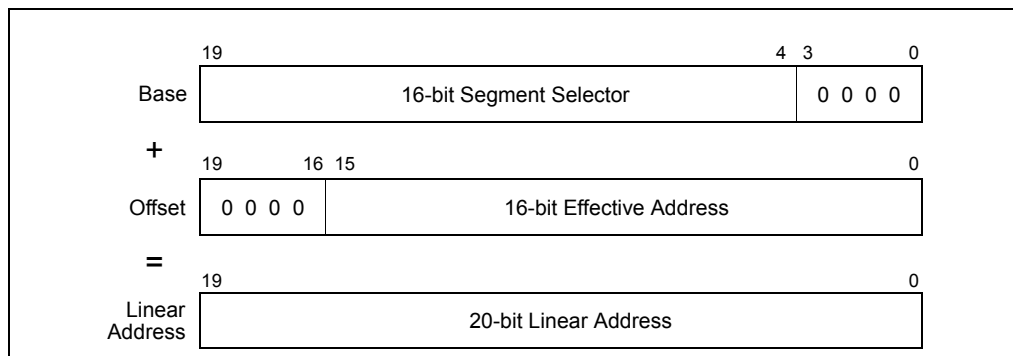 19 4 3 0
Base 16-bit Segment Selector 0 0 0 0
+
19 16 15 0
Offset 0 0 0 0 16-bit Effective Address
=
19 0
Linear
Address 20-bit Linear Address